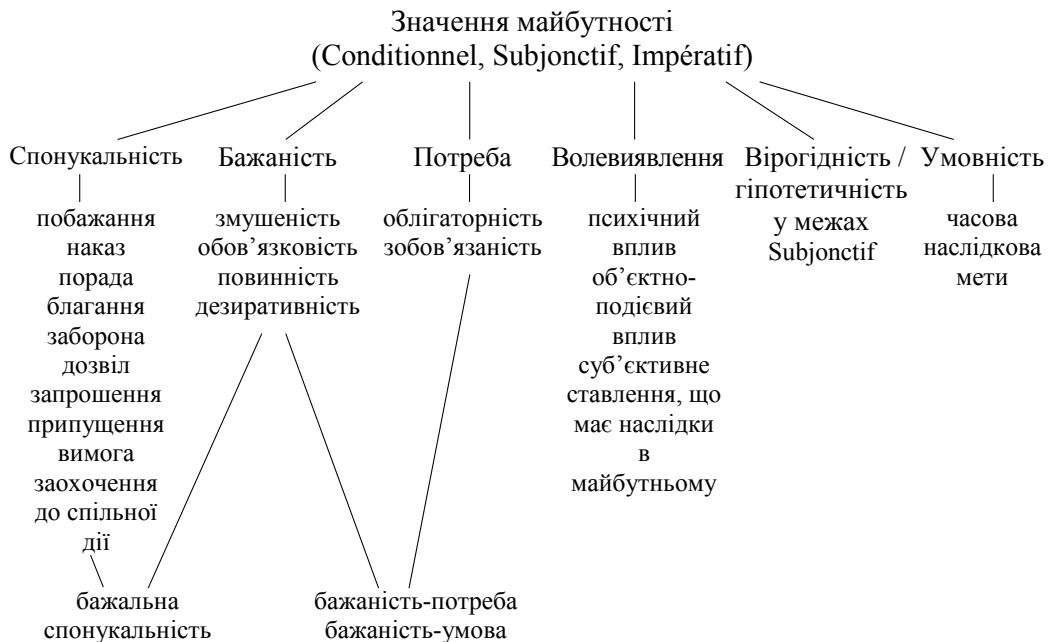 Значення майбутності
(Conditionnel, Subjonctif, Impératif)
Спонукальність
Бажаність
Потреба
Волевиявлення
Вірогідність /
гіпотетичність
у межах
Subjonctif
Умовність
побажання
наказ
порада
благання
заборона
дозвіл
запрошення
припущення
вимога
заохочення
до спільної
дії
змушеність
обов’язковість
повинність
дезиративність
облігаторність
зобов’язаність
психічний
вплив
об’єктно-
подієвий
вплив
суб’єктивне
ставлення, що
має наслідки
в
майбутньому
часова
наслідкова
мети
бажальна
спонукальність
бажаність-потреба
бажаність-умова